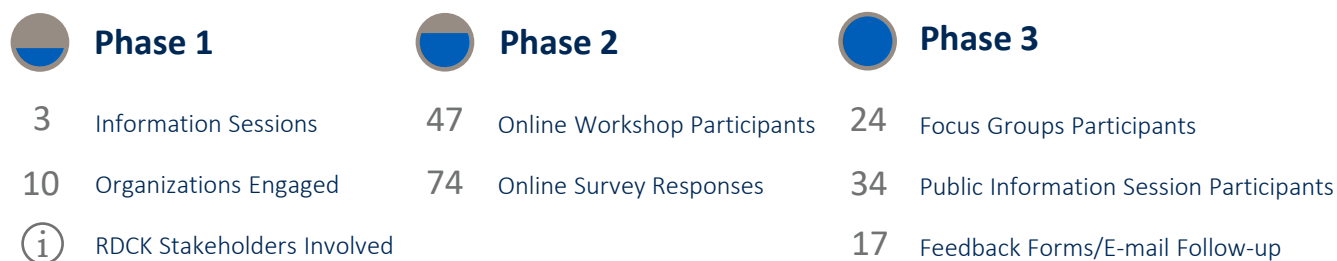 Phase 1
3 Information Sessions
10 Organizations Engaged
i RDCK Stakeholders Involved
Phase 2
47 Online Workshop Participants
74 Online Survey Responses
Phase 3
24 Focus Groups Participants
34 Public Information Session Participants
17 Feedback Forms/E-mail Follow-up